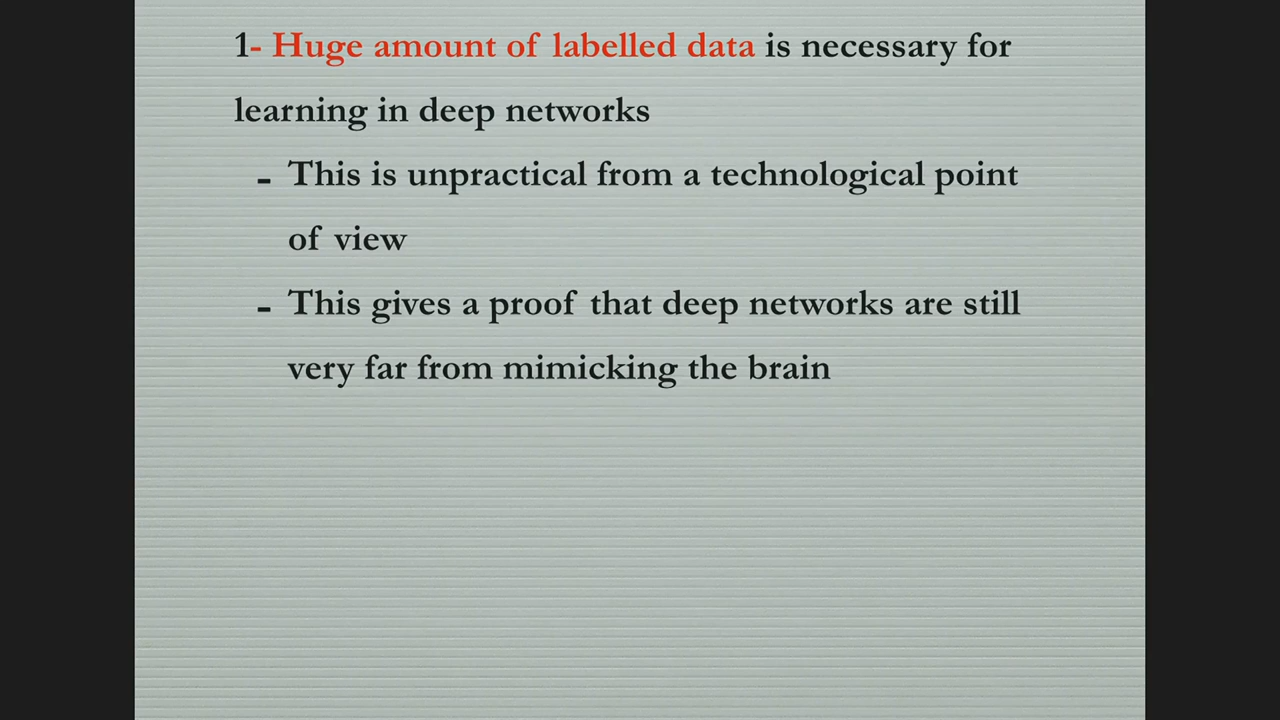 1- Huge amount of labelled data is necessary for
learning in deep networks
- This is unpractical from a technological point
of view
- This gives a proof that deep networks are still
very far from mimicking the brain